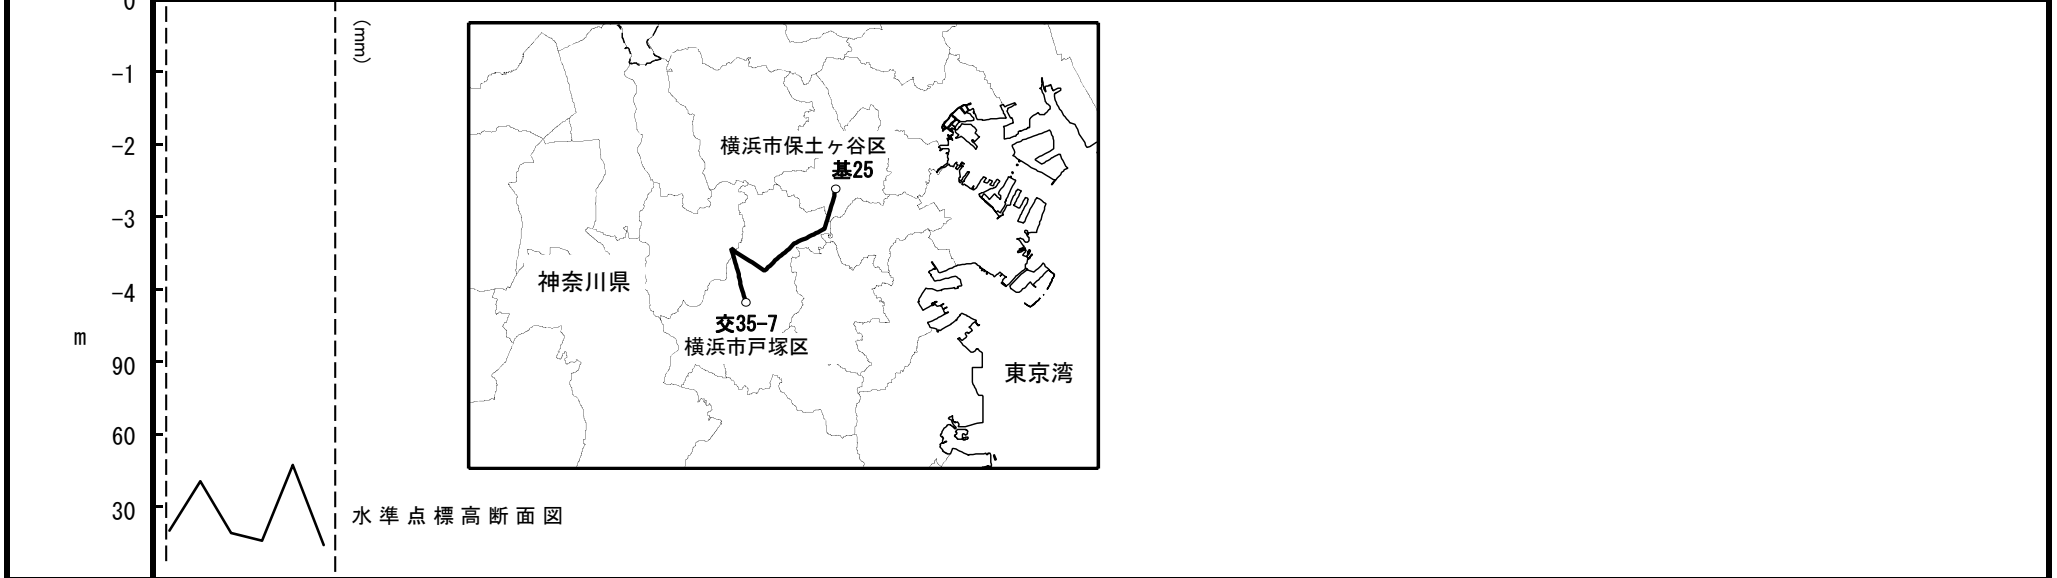 0
(mm)
-1
-2
横浜市保土ヶ谷区
基25
-3
神奈川県
-4
交35-7
m
横浜市戸塚区
90
東京湾
60
30
水準点標高断面図